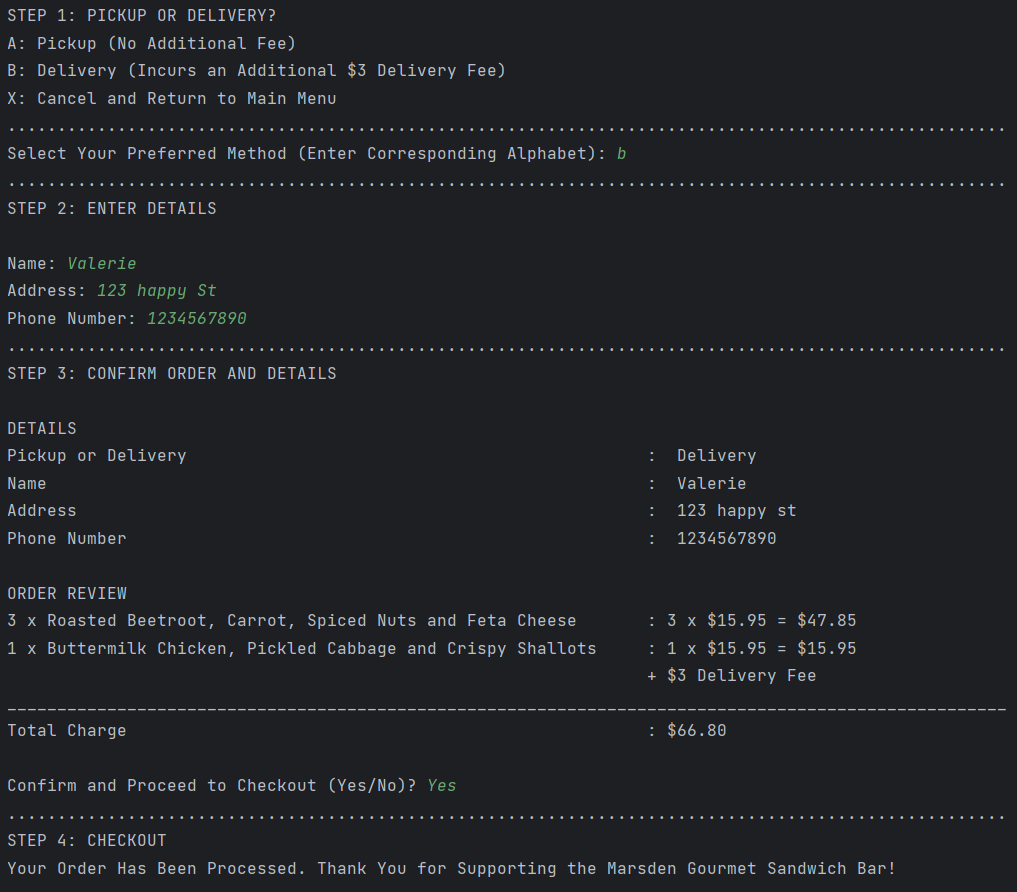 STEP 1: PICKUP OR DELIVERY?
A: Pickup (No Additional Fee)
B: Delivery (Incurs an Additional $3 Delivery Fee)
X: Cancel and Return to Main Menu
....................................................................................................
Select Your Preferred Method (Enter Corresponding Alphabet): b
....................................................................................................
STEP 2: ENTER DETAILS
Name: Valerie
Address: 123 happy St
Phone Number: 1234567890
....................................................................................................
STEP 3: CONFIRM ORDER AND DETAILS
DETAILS
Pickup or Delivery : Delivery
Name : Valerie
Address : 123 happy st
Phone Number : 1234567890
ORDER REVIEW
3 x Roasted Beetroot, Carrot, Spiced Nuts and Feta Cheese : 3 x $15.95 = $47.85
1 x Buttermilk Chicken, Pickled Cabbage and Crispy Shallots : 1 x $15.95 = $15.95
+ $3 Delivery Fee
____________________________________________________________________________________________________
Total Charge : $66.80
Confirm and Proceed to Checkout (Yes/No)? Yes
....................................................................................................
STEP 4: CHECKOUT
Your Order Has Been Processed. Thank You for Supporting the Marsden Gourmet Sandwich Bar!